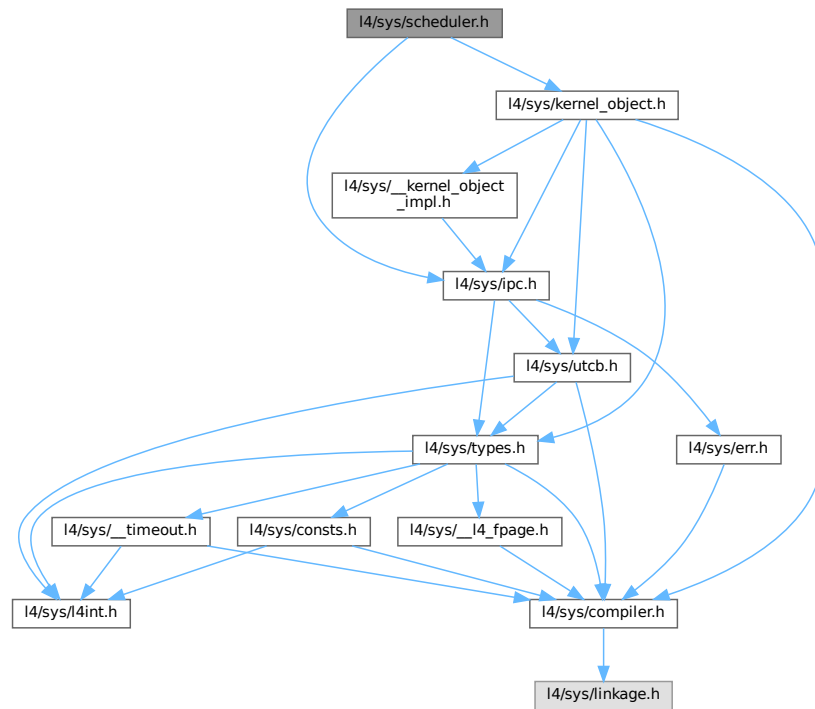 l4/sys/scheduler.h
l4/sys/kernel_object.h
l4/sys/__kernel_object
_impl.h
l4/sys/ipc.h
l4/sys/utcb.h
l4/sys/types.h
l4/sys/err.h
l4/sys/__timeout.h
l4/sys/consts.h
l4/sys/__l4_fpage.h
l4/sys/l4int.h
l4/sys/compiler.h
l4/sys/linkage.h